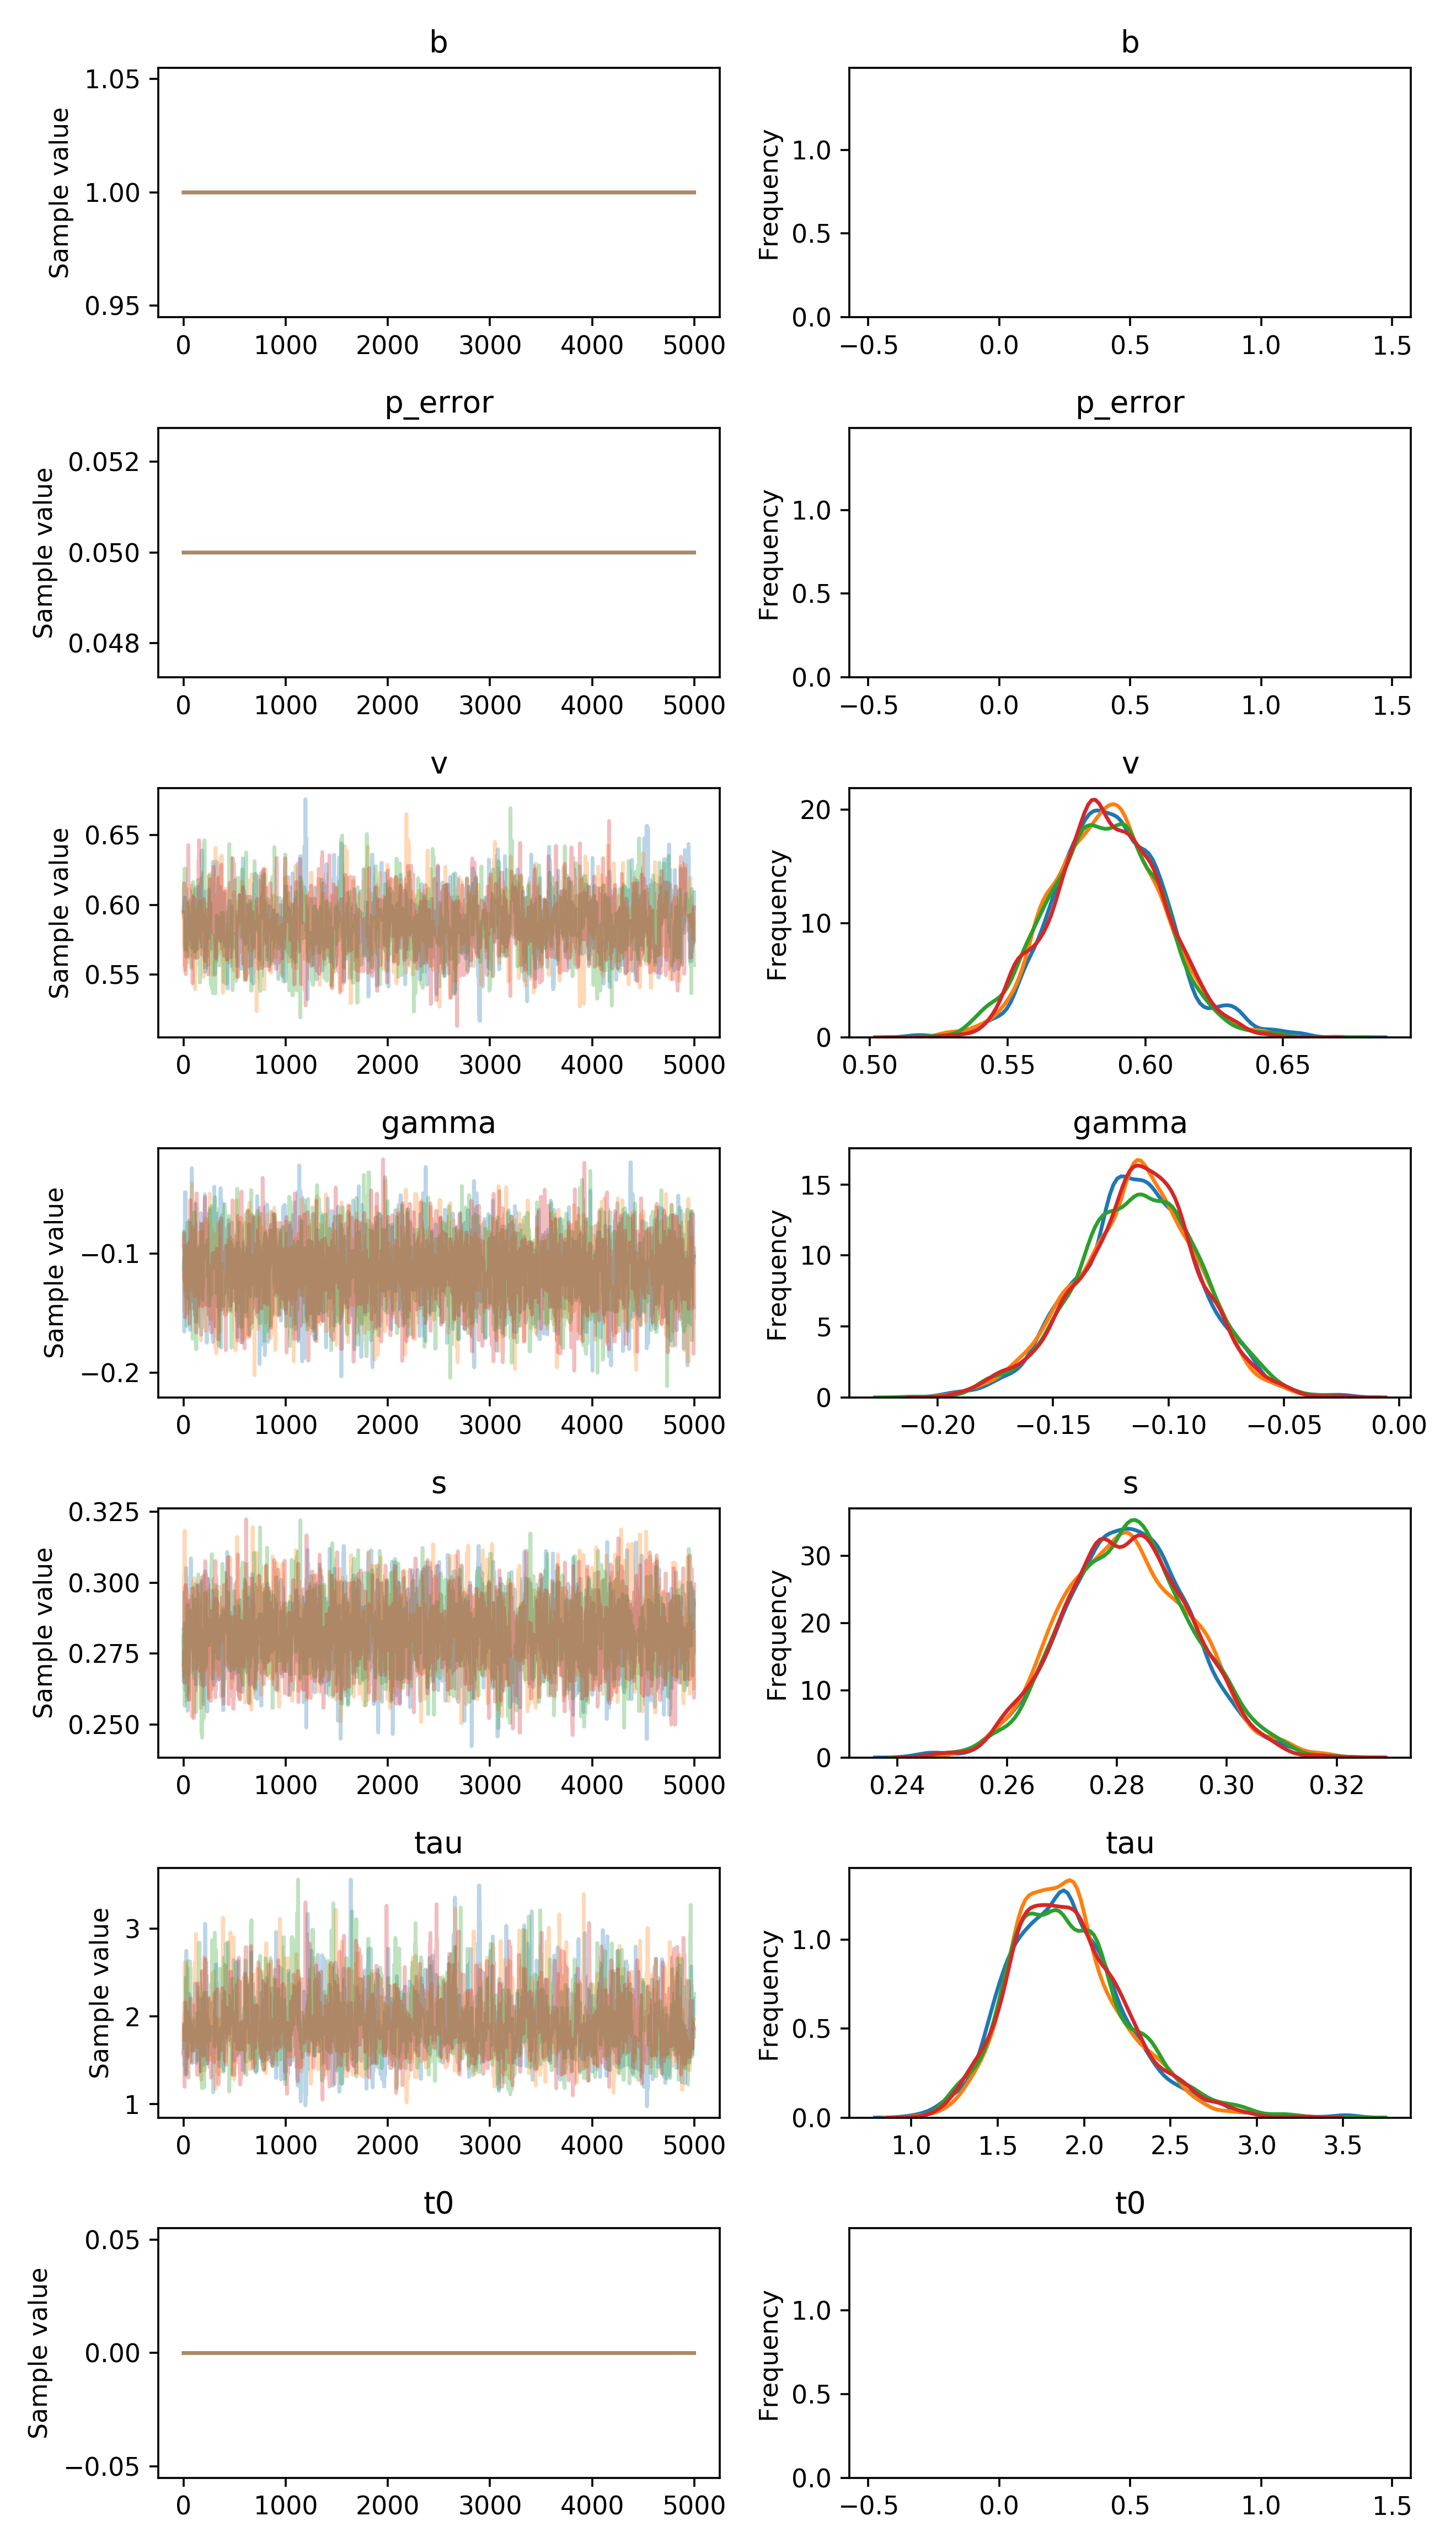 b
1.05
1.00
0.95
Sample value
0 1000 2000 3000 4000 5000
b
1.0
0.5
0.0
Frequency
−0.5 0.0 0.5 1.0 1.5
p_error
0.052
0.050
0.048
Sample value
0 1000 2000 3000 4000 5000
p_error
1.0
0.5
0.0
Frequency
−0.5 0.0 0.5 1.0 1.5
v
0.65
0.60
0.55
Sample value
0 1000 2000 3000 4000 5000
v
20
10
0
Frequency
0.50 0.55 0.60 0.65
gamma
−0.1
−0.2
Sample value
0 1000 2000 3000 4000 5000
gamma
15
10
5
0
Frequency
−0.20 −0.15 −0.10 −0.05 0.00
s
0.325
0.300
0.275
0.250
Sample value
0 1000 2000 3000 4000 5000
s
30
20
10
0
Frequency
0.24 0.26 0.28 0.30 0.32
tau
3
2
1
Sample value
0 1000 2000 3000 4000 5000
tau
1.0
0.5
0.0
Frequency
1.0 1.5 2.0 2.5 3.0 3.5
t0
0.05
0.00
−0.05
Sample value
0 1000 2000 3000 4000 5000
t0
1.0
0.5
0.0
Frequency
−0.5 0.0 0.5 1.0 1.5